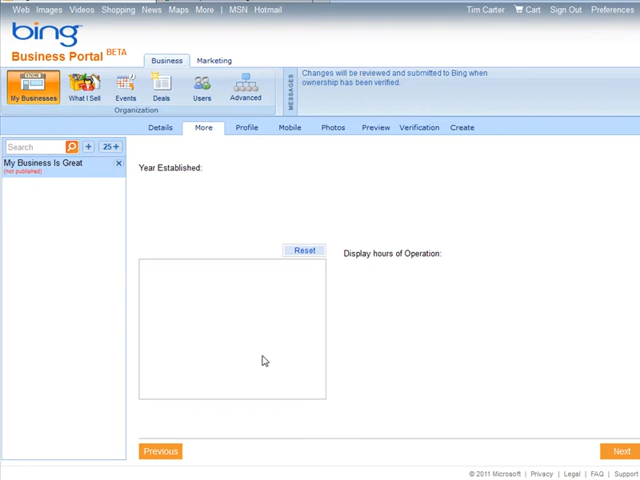 Web Images Videos Shopping News Maps More | MSN Hotmail Tim Carter Cart Sign Out Preferences
bing
Business Portal BETA
Business Marketing
My Businesses What I Sell Events Deals Users Advanced
Organization
MESSAGES
Changes will be reviewed and submitted to Bing when
ownership has been verified.
Details More Profile Mobile Photos Preview Verification Create
Search + 25+
My Business Is Great
(not published)
Year Established:
Reset
Display hours of Operation:
Previous Next
© 2011 Microsoft | Privacy | Legal | FAQ | Support